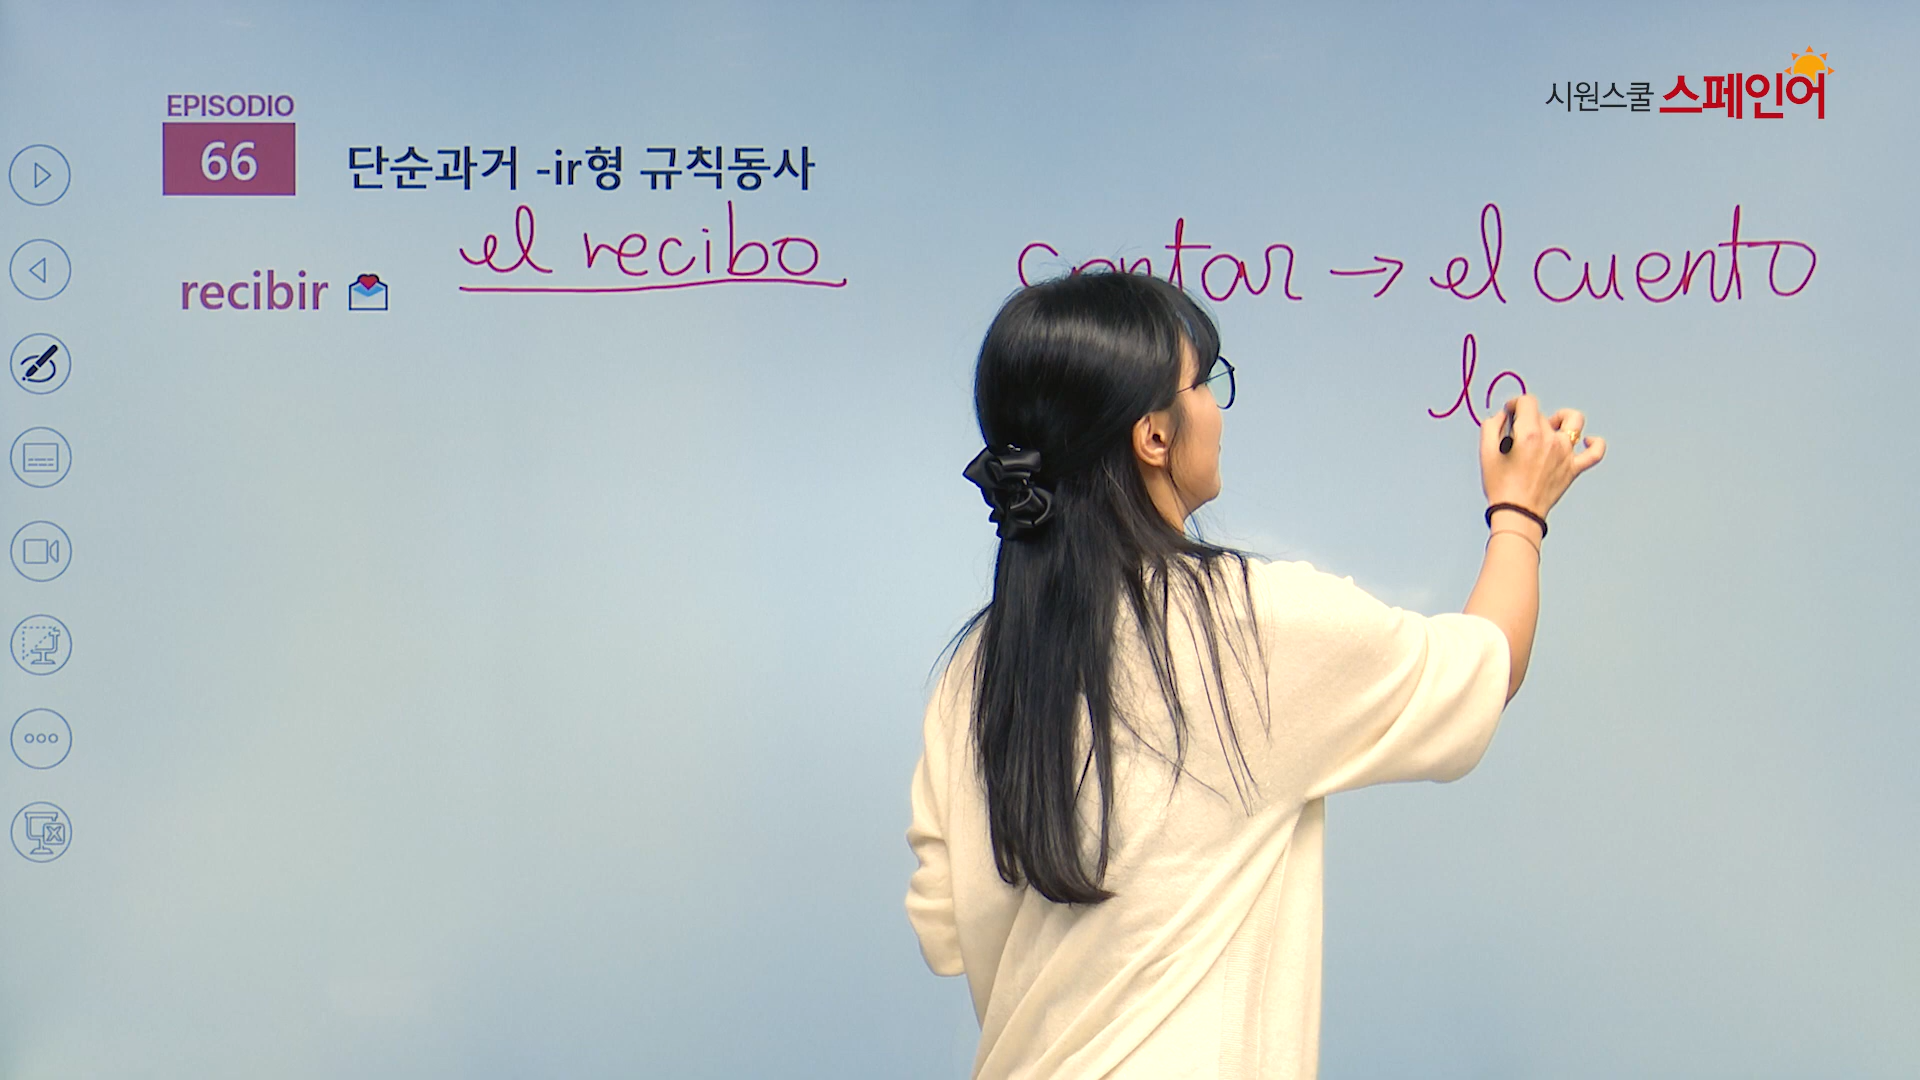 시원스쿨 스페인어
EPISODIO
66
단순과거 -ir형 규칙동사
el recibo
recibir
contar → el cuento